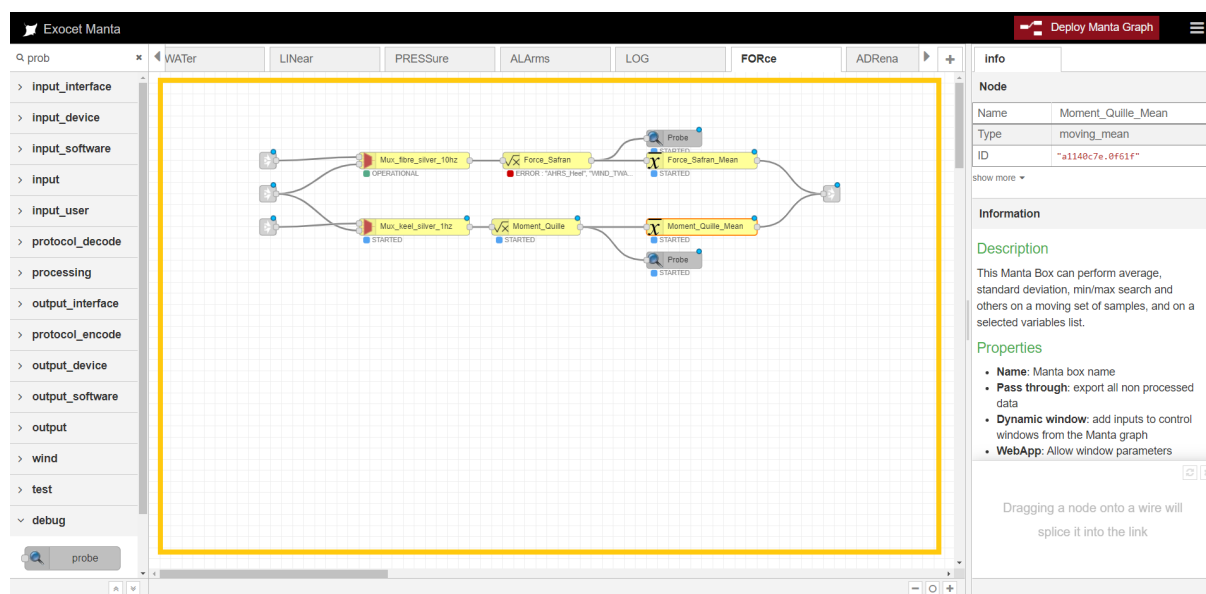 Exocet Manta
Deploy Manta Graph
prob
WATer
LINear
PRESSure
ALArms
LOG
FORce
ADRena
info
input_interface
input_device
input_software
input
input_user
protocol_decode
processing
output_interface
protocol_encode
output_device
output_software
output
wind
test
debug
probe
Probe
STARTED
Mux_fibre_silver_10hz
OPERATIONAL
Force_Safran
ERROR : "AHRS_Heel", "WIND_TWA...
Force_Safran_Mean
STARTED
Mux_keel_silver_1hz
STARTED
Moment_Quille
STARTED
Moment_Quille_Mean
STARTED
Probe
STARTED
Node
Name Moment_Quille_Mean
Type moving_mean
ID "a1140c7e.0f61f"
show more
Information
Description
This Manta Box can perform average,
standard deviation, min/max search and
others on a moving set of samples, and on a
selected variables list.
Properties
• Name: Manta box name
• Pass through: export all non processed
data
• Dynamic window: add inputs to control
windows from the Manta graph
• WebApp: Allow window parameters
Dragging a node onto a wire will
splice it into the link